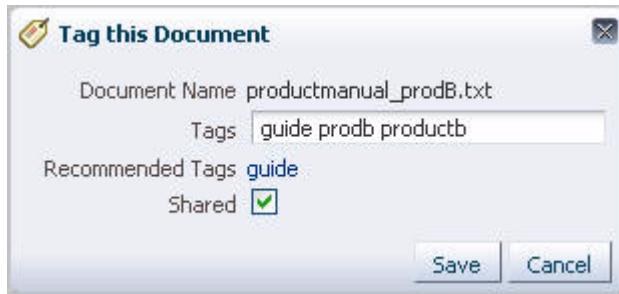 Tag this Document
Document Name productmanual_prodB.txt
Tags guide prodb productb
Recommended Tags guide
Shared
Save Cancel